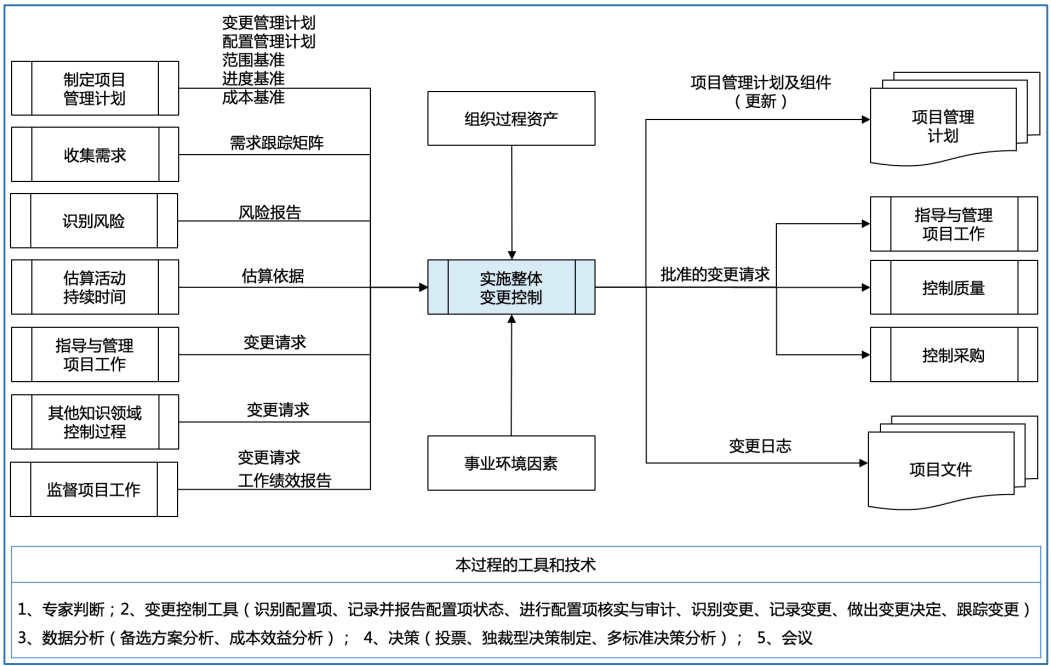 变更管理计划
配置管理计划
范围基准
进度基准
成本基准
制定项目
管理计划
收集需求
需求跟踪矩阵
识别风险
风险报告
估算活动
持续时间
估算依据
指导与管理
项目工作
变更请求
其他知识领域
控制过程
变更请求
监督项目工作
变更请求
工作绩效报告
组织过程资产
实施整体
变更控制
事业环境因素
项目管理计划及组件
（更新）
项目管理
计划
批准的变更请求
指导与管理
项目工作
控制质量
控制采购
变更日志
项目文件
本过程的工具和技术
1、专家判断；2、变更控制工具（识别配置项、记录并报告配置项状态、进行配置项核实与审计、识别变更、记录变更、做出变更决定、跟踪变更）
3、数据分析（备选方案分析、成本效益分析）； 4、决策（投票、独裁型决策制定、多标准决策分析）； 5、会议